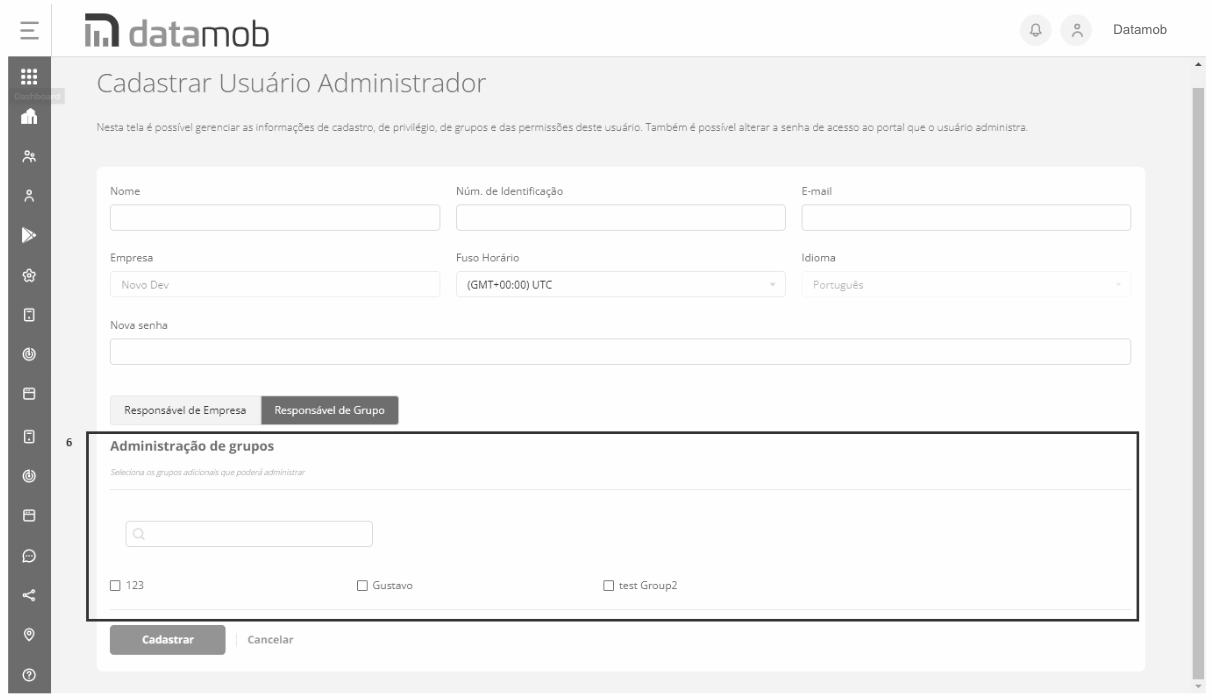 datamob
Datamob
Dashboard
Cadastrar Usuário Administrador
Nesta tela é possível gerenciar as informações de cadastro, de privilégio, de grupos e das permissões deste usuário. Também é possível alterar a senha de acesso ao portal que o usuário administra.
Nome Núm. de Identificação E-mail
Empresa Fuso Horário Idioma
Novo Dev (GMT+00:00) UTC Português
Nova senha
Responsável de Empresa Responsável de Grupo
6
Administração de grupos
Seleciona os grupos adicionais que poderá administrar
123 Gustavo test Group2
Cadastrar Cancelar